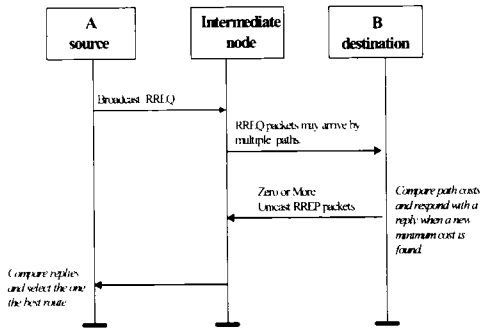 A
source
Intermediate
node
B
destination
Broadcast RREQ
RREQ packets may arrive by
multiple paths.
Zero or More
Unicast RREP packets
Compare path costs
and respond with a
reply when a new
minimum cost is
found.
Compare replies
and select the one
the best route